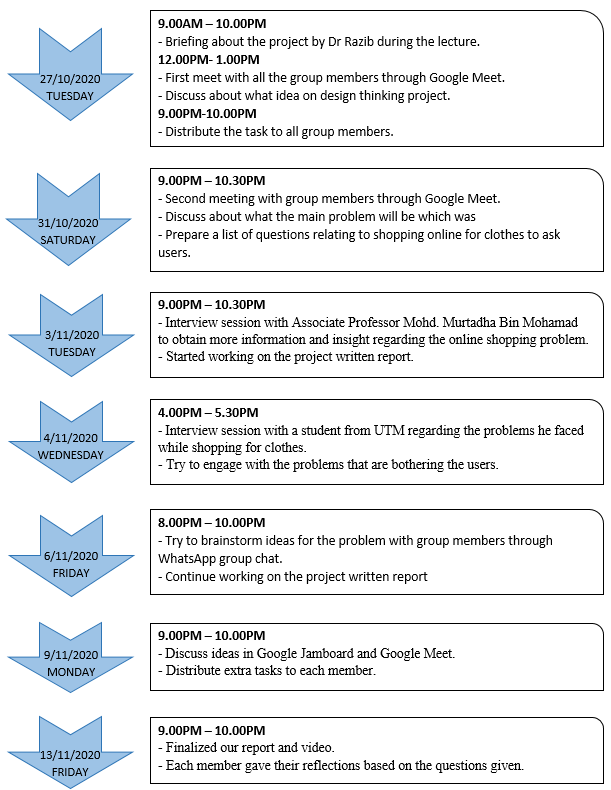 27/10/2020
TUESDAY
9.00AM – 10.00PM
- Briefing about the project by Dr Razib during the lecture.
12.00PM- 1.00PM
- First meet with all the group members through Google Meet.
- Discuss about what idea on design thinking project.
9.00PM-10.00PM
- Distribute the task to all group members.
31/10/2020
SATURDAY
9.00PM – 10.30PM
- Second meeting with group members through Google Meet.
- Discuss about what the main problem will be which was
- Prepare a list of questions relating to shopping online for clothes to ask
users.
3/11/2020
TUESDAY
9.00PM – 10.30PM
- Interview session with Associate Professor Mohd. Murtadha Bin Mohamad
to obtain more information and insight regarding the online shopping problem.
- Started working on the project written report.
4/11/2020
WEDNESDAY
4.00PM – 5.30PM
- Interview session with a student from UTM regarding the problems he faced
while shopping for clothes.
- Try to engage with the problems that are bothering the users.
6/11/2020
FRIDAY
8.00PM – 10.00PM
- Try to brainstorm ideas for the problem with group members through
WhatsApp group chat.
- Continue working on the project written report
9/11/2020
MONDAY
9.00PM – 10.00PM
- Discuss ideas in Google Jamboard and Google Meet.
- Distribute extra tasks to each member.
13/11/2020
FRIDAY
9.00PM – 10.00PM
- Finalized our report and video.
- Each member gave their reflections based on the questions given.